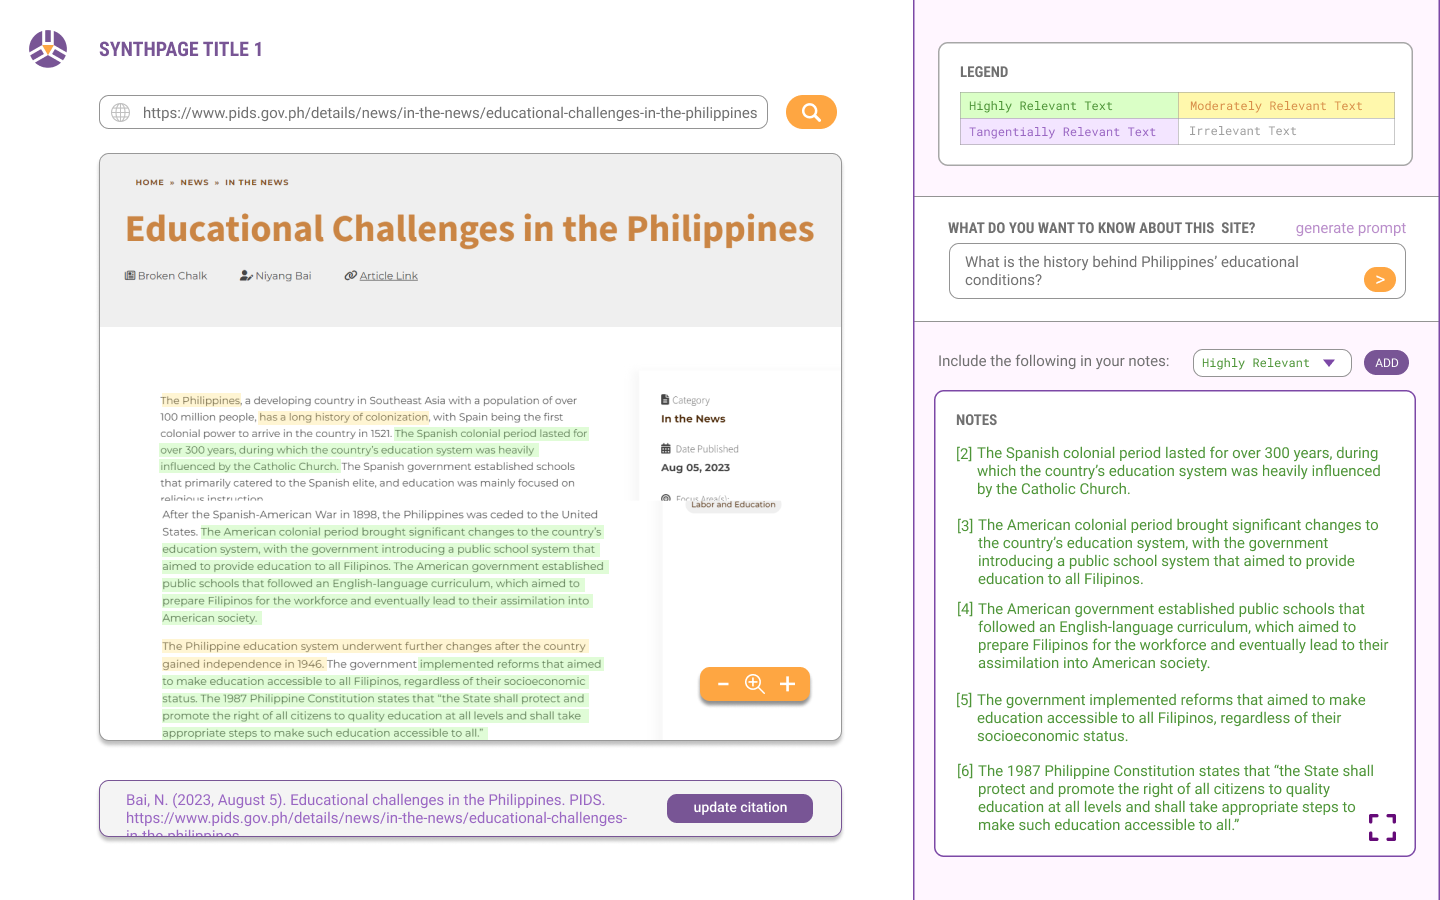 SYNTHPAGE TITLE 1
https://www.pids.gov.ph/details/news/in-the-news/educational-challenges-in-the-philippines
HOME » NEWS » IN THE NEWS
Educational Challenges in the Philippines
Broken Chalk
Niyang Bai
Article Link
The Philippines, a developing country in Southeast Asia with a population of over
100 million people, has a long history of colonization, with Spain being the first
colonial power to arrive in the country in 1521. The Spanish colonial period lasted for
over 300 years, during which the country's education system was heavily
influenced by the Catholic Church. The Spanish government established schools
that primarily catered to the Spanish elite, and education was mainly focused on
religious instruction
After the Spanish-American War in 1898, the Philippines was ceded to the United
States. The American colonial period brought significant changes to the country's
education system, with the government introducing a public school system that
aimed to provide education to all Filipinos. The American government established
public schools that followed an English-language curriculum, which aimed to
prepare Filipinos for the workforce and eventually lead to their assimilation into
American society.
The Philippine education system underwent further changes after the country
gained independence in 1946. The government implemented reforms that aimed
to make education accessible to all Filipinos, regardless of their socioeconomic
status. The 1987 Philippine Constitution states that “the State shall protect and
promote the right of all citizens to quality education at all levels and shall take
appropriate steps to make such education accessible to all.”
Category
In the News
Date Published
Aug 05, 2023
Focus Area(s):
Labor and Education
− +
Bai, N. (2023, August 5). Educational challenges in the Philippines. PIDS.
https://www.pids.gov.ph/details/news/in-the-news/educational-challenges-
in-the-philippines
update citation
LEGEND
Highly Relevant Text
Moderately Relevant Text
Tangentially Relevant Text
Irrelevant Text
WHAT DO YOU WANT TO KNOW ABOUT THIS SITE?
generate prompt
What is the history behind Philippines’ educational
conditions?
>
Include the following in your notes:
Highly Relevant
ADD
NOTES
[2] The Spanish colonial period lasted for over 300 years, during
which the country’s education system was heavily influenced
by the Catholic Church.
[3] The American colonial period brought significant changes to
the country’s education system, with the government
introducing a public school system that aimed to provide
education to all Filipinos.
[4] The American government established public schools that
followed an English-language curriculum, which aimed to
prepare Filipinos for the workforce and eventually lead to their
assimilation into American society.
[5] The government implemented reforms that aimed to make
education accessible to all Filipinos, regardless of their
socioeconomic status.
[6] The 1987 Philippine Constitution states that “the State shall
protect and promote the right of all citizens to quality
education at all levels and shall take appropriate steps to
make such education accessible to all.”